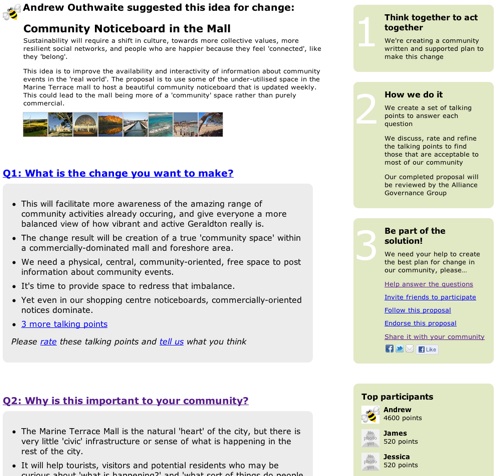 Andrew Outhwaite suggested this idea for change:
Community Noticeboard in the Mall
Sustainability will require a shift in culture, towards more collective values, more
resilient social networks, and people who are happier because they feel 'connected', like
they 'belong'.
This idea is to improve the availability and interactivity of information about community
events in the 'real world'. The proposal is to use some of the under-utilised space in the
Marine Terrace mall to host a beautiful community noticeboard that is updated weekly.
This could lead to the mall being more of a 'community' space rather than purely
commercial.
Q1: What is the change you want to make?
This will facilitate more awareness of the amazing range of
community activities already occuring, and give everyone a more
balanced view of how vibrant and active Geraldton really is.
The change result will be creation of a true 'community space' within
a commercially-dominated mall and foreshore area.
We need a physical, central, community-oriented, free space to post
information about community events.
It's time to provide space to redress that imbalance.
Yet even in our shopping centre noticeboards, commercially-oriented
notices dominate.
3 more talking points
Please rate these talking points and tell us what you think
Q2: Why is this important to your community?
The Marine Terrace Mall is the natural 'heart' of the city, but there is
very little 'civic' infrastructure or sense of what is happening in the
rest of the city.
It will help tourists, visitors and potential residents who may be
curious about 'what is happening?' and 'what sort of things do people
1
Think together to act
together
We're creating a community
written and supported plan to
make this change
2
How we do it
We create a set of talking
points to answer each
question
We discuss, rate and refine
the talking points to find
those that are acceptable to
most of our community
Our completed proposal will
be reviewed by the Alliance
Governance Group
3
Be part of the
solution!
We need your help to create
the best plan for change in
our community, please...
Help answer the questions
Invite friends to participate
Follow this proposal
Endorse this proposal
Share it with your community
Like
Top participants
Andrew
4600 points
James
520 points
Jessica
520 points